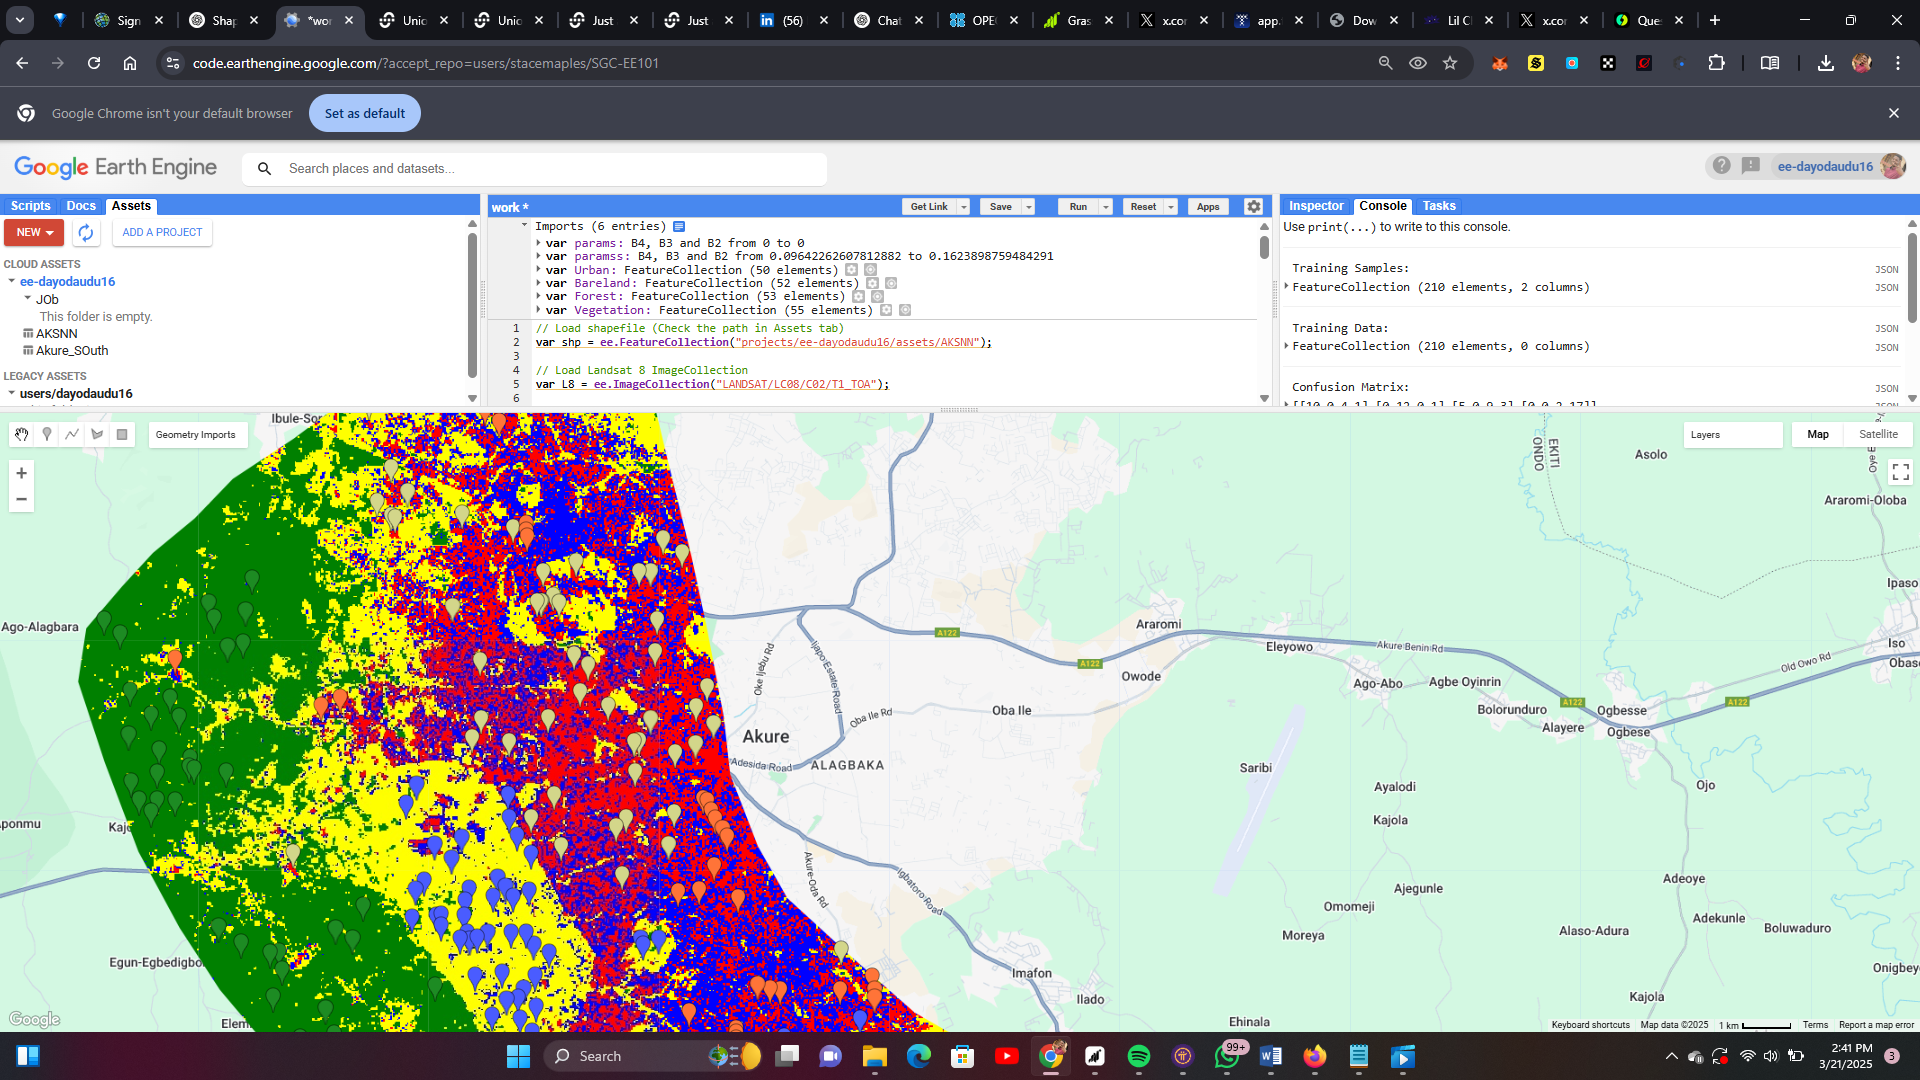 Sign
Shap
*wor
Unio
Unio
Just
Just
(56)
Chat
OPEC
Gras
x.cor
app.
Dow
Lil C
x.cor
Que
code.earthengine.google.com/?accept_repo=users/stacemaples/SGC-EE101
Google Chrome isn't your default browser
Set as default
Google Earth Engine
Search places and datasets...
ee-dayodaudu16
Scripts
Docs
Assets
NEW
ADD A PROJECT
CLOUD ASSETS
ee-dayodaudu16
JOb
This folder is empty.
AKSNN
Akure_SOuth
LEGACY ASSETS
users/dayodaudu16
work *
Get Link
Save
Run
Reset
Apps
Imports (6 entries)
var params: B4, B3 and B2 from 0 to 0
var paramss: B4, B3 and B2 from 0.09642262607812882 to 0.1623898759484291
var Urban: FeatureCollection (50 elements)
var Bareland: FeatureCollection (52 elements)
var Forest: FeatureCollection (53 elements)
var Vegetation: FeatureCollection (55 elements)
1 // Load shapefile (Check the path in Assets tab)
2 var shp = ee.FeatureCollection("projects/ee-dayodaudu16/assets/AKSNN");
3
4 // Load Landsat 8 ImageCollection
5 var L8 = ee.ImageCollection("LANDSAT/LC08/C02/T1_TOA");
6
Inspector
Console
Tasks
Use print(...) to write to this console.
Training Samples:
JSON
FeatureCollection (210 elements, 2 columns)
JSON
Training Data:
JSON
FeatureCollection (210 elements, 0 columns)
JSON
Confusion Matrix:
JSON
[[10,0,4,1],[0,12,0,1],[5,0,9,3],[0,0,2,17]]
JSON
Geometry Imports
Layers
Map
Satellite
Ibule-Sor
EKITI
ONDO
Asolo
Oye E
Araromi-Oloba
Ipaso
Ago-Alagbara
Araromi
A122
Eleyowo
Akure Benin Rd
Iso
Obaso
Old Owo Rd
A122
Owode
Oke Ijebu Rd
Ijapo Estate Road
Ago-Abo
Agbe Oyinrin
A122
A122
Oba Ile
Oba Ile Rd
Bolorunduro
Ogbesse
Alayere
Ogbese
Akure
Adesida Road
ALAGBAKA
Saribi
Ayalodi
Ojo
Aponmu
Kaje
Kajola
Akure-Oda Rd
Igbatoro Road
Ajegunle
Adeoye
Omomeji
Adekunle
Boluwaduro
Moreya
Alaso-Adura
Egun-Egbedigbo
Imafon
Onigbey
Ilado
Kajola
Elem
Ehinala
Google
Keyboard shortcuts
Map data ©2025
1 km
Terms
Report a map error
Search
99+
2:41 PM
3/21/2025
3